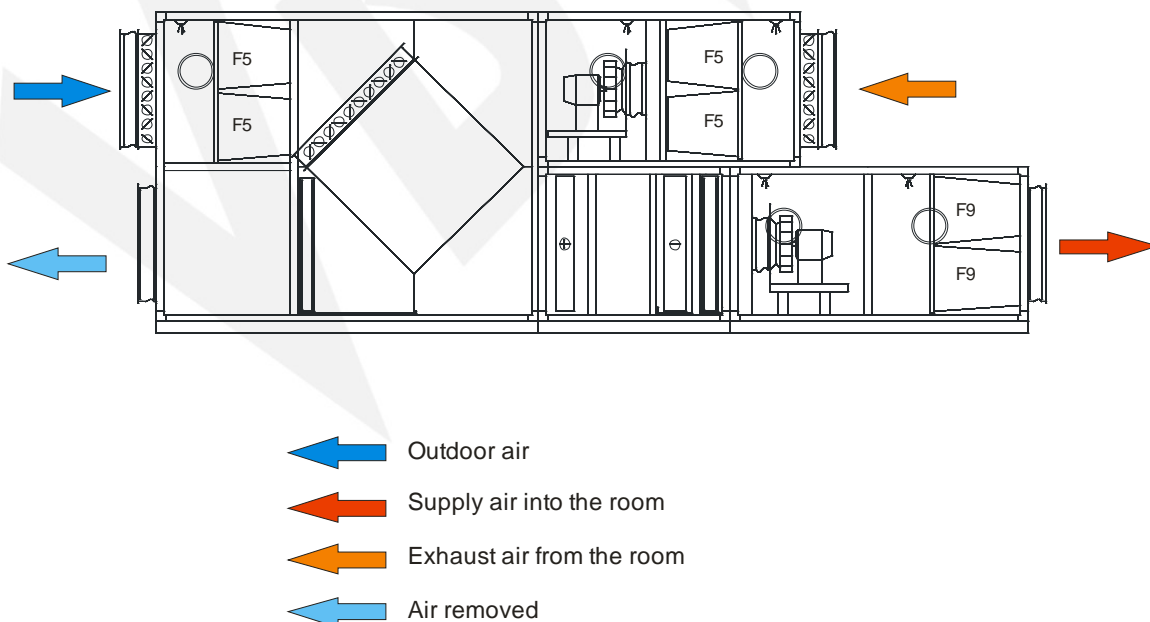 F5
F5
F5
F5
F9
F9
Outdoor air
Supply air into the room
Exhaust air from the room
Air removed